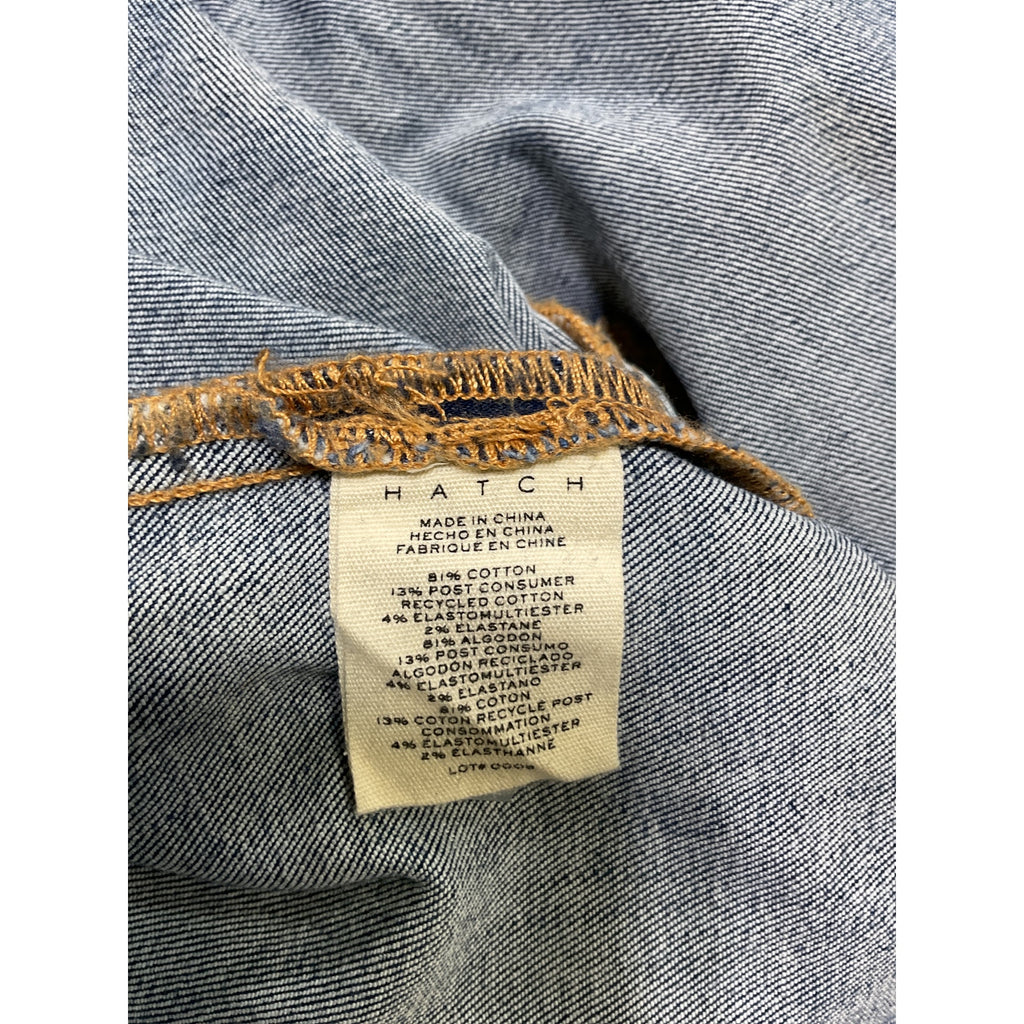 HATCH
MADE IN CHINA
HECHO EN CHINA
FABRIQUE EN CHINE
81% COTTON
13% POST CONSUMER
RECYCLED COTTON
4% ELASTOMULTIESTER
2% ELASTANE
81% ALGODON
13% POST CONSUMO
ALGODON RECICLADO
4% ELASTOMULTIESTER
2% ELASTANO
81% COTON
13% COTON RECYCLE POST
CONSOMMATION
4% ELASTOMULTIESTER
2% ELASTHANNE
LOT#